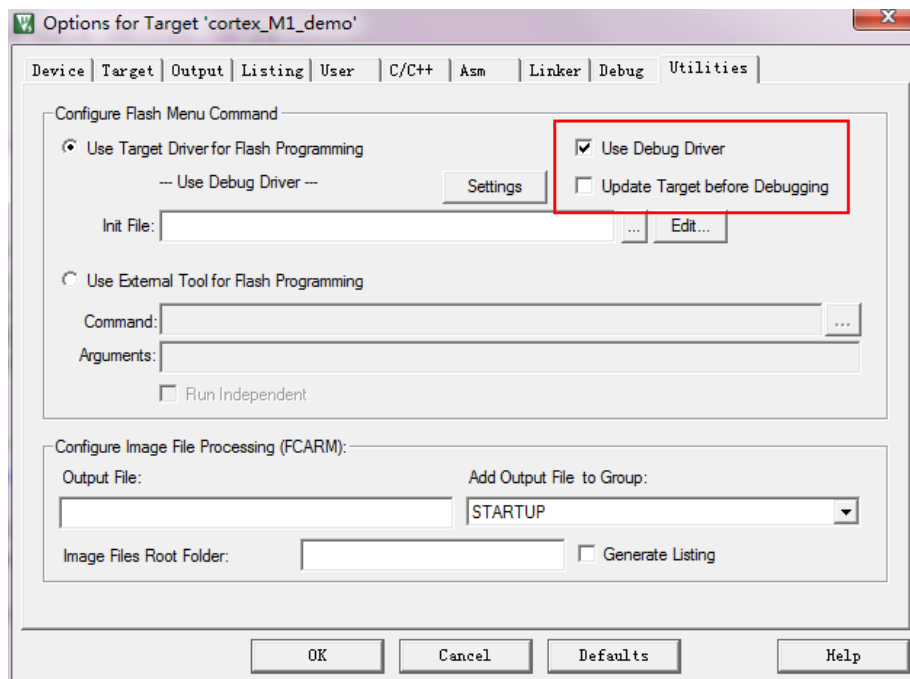 Options for Target 'cortex_M1_demo'
Device Target Output Listing User C/C++ Asm Linker Debug Utilities
Configure Flash Menu Command
Use Target Driver for Flash Programming
Use Debug Driver
--- Use Debug Driver ---
Settings
Update Target before Debugging
Init File:
...
Edit...
Use External Tool for Flash Programming
Command:
...
Arguments:
Run Independent
Configure Image File Processing (FCARM):
Output File:
Add Output File to Group:
STARTUP
Image Files Root Folder:
Generate Listing
OK Cancel Defaults Help